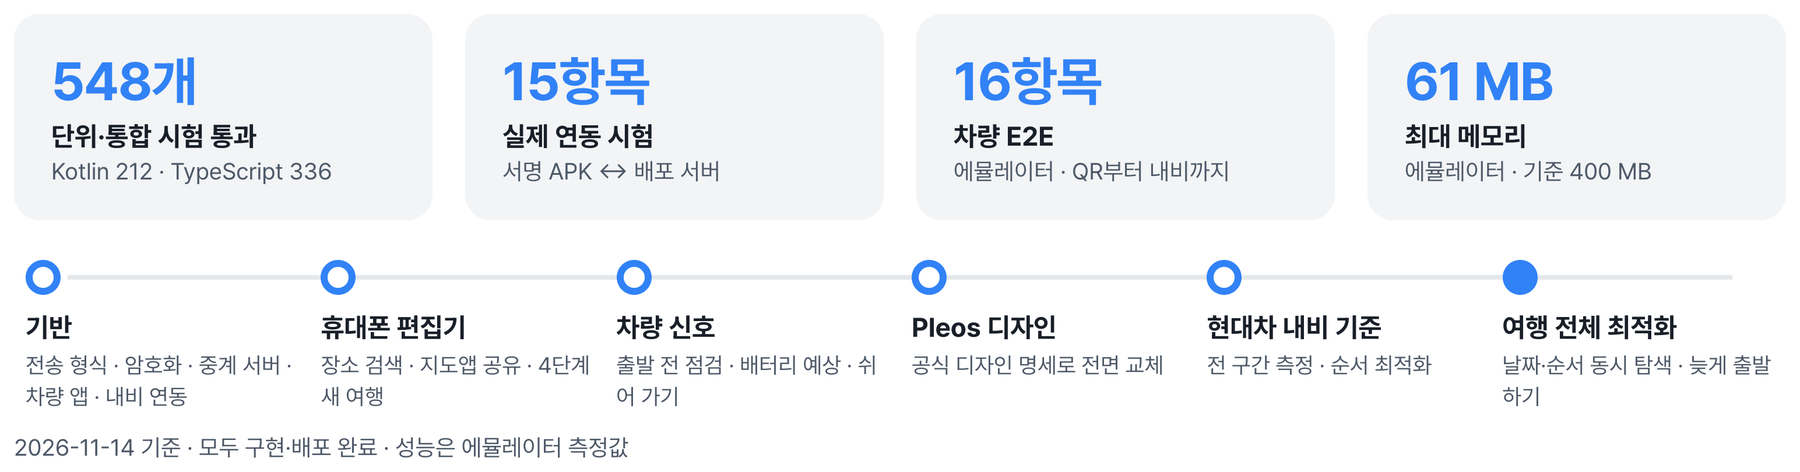 548개
단위·통합 시험 통과
Kotlin 212 · TypeScript 336
15항목
실제 연동 시험
서명 APK ↔ 배포 서버
16항목
차량 E2E
에뮬레이터 · QR부터 내비까지
61 MB
최대 메모리
에뮬레이터 · 기준 400 MB
기반
전송 형식 · 암호화 · 중계 서버 ·
차량 앱 · 내비 연동
휴대폰 편집기
장소 검색 · 지도앱 공유 · 4단계
새 여행
차량 신호
출발 전 점검 · 배터리 예상 · 쉬
어 가기
Pleos 디자인
공식 디자인 명세로 전면 교체
현대차 내비 기준
전 구간 측정 · 순서 최적화
여행 전체 최적화
날짜·순서 동시 탐색 · 늦게 출발
하기
2026-11-14 기준 · 모두 구현·배포 완료 · 성능은 에뮬레이터 측정값